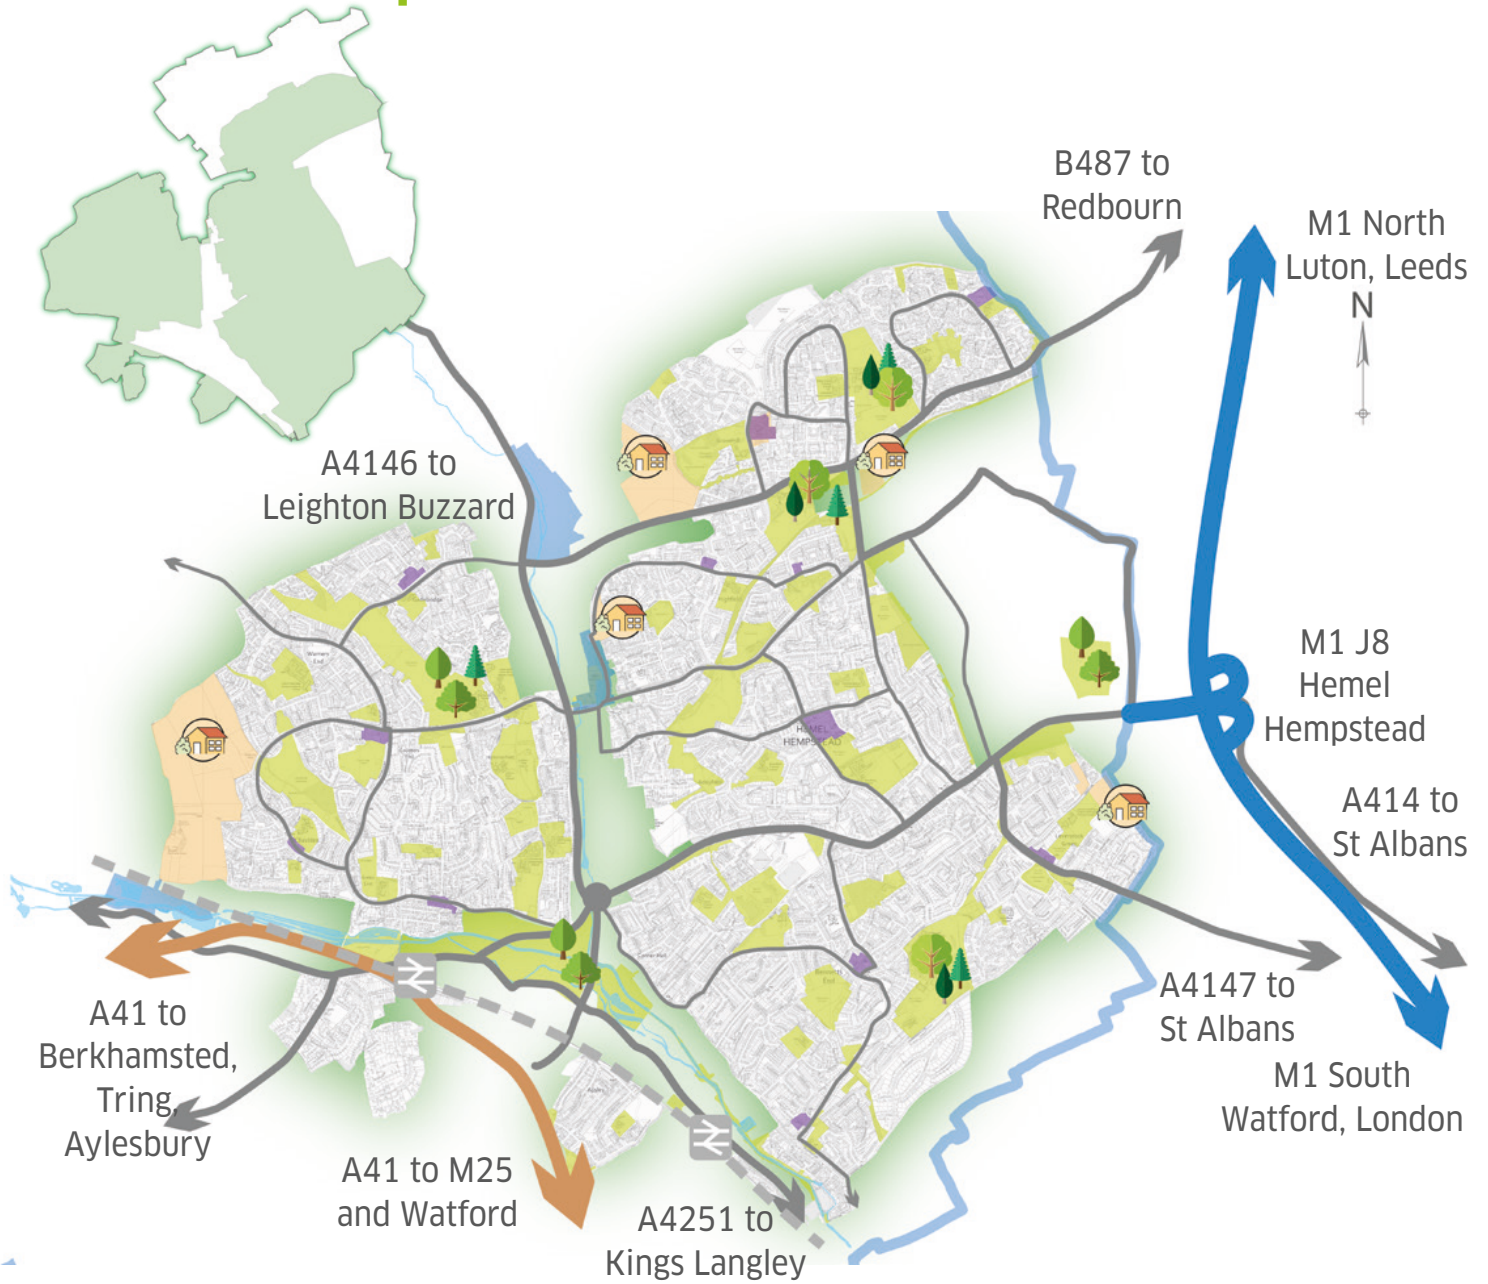 B487 to
Redbourn
M1 North
Luton, Leeds
N
A4146 to
Leighton Buzzard
M1 J8
Hemel
Hempstead
HEMEL
HEMPSTEAD
A414 to
St Albans
A4147 to
St Albans
A41 to
Berkhamsted,
Tring,
Aylesbury
M1 South
Watford, London
A41 to M25
and Watford
A4251 to
Kings Langley